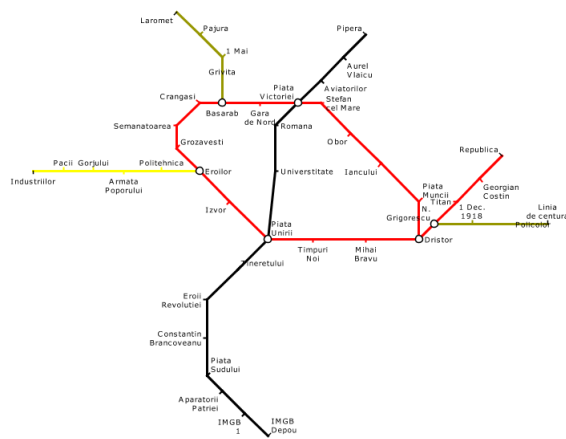 Laromet
Pajura
1 Mai
Grivita
Pipera
Aurel
Vlaicu
Aviatorilor
Piata
Victoriei
Stefan
cel Mare
Crangasi
Basarab
Gara
de Nord
Semanatoarea
Romana
Grozavesti
Obor
Republica
Pacii
Gorjului
Politehnica
Eroilor
Universtitate
Iancului
Industriilor
Armata
Poporului
Georgian
Costin
Piata
Muncii
Titan
N.
Grigorescu
1 Dec.
1918
Linia
de centura
Policolor
Izvor
Piata
Unirii
Dristor
Timpuri
Noi
Mihai
Bravu
Tineretului
Eroii
Revolutiei
Constantin
Brancoveanu
Piata
Sudului
Aparatorii
Patriei
IMGB
1
IMGB
Depou